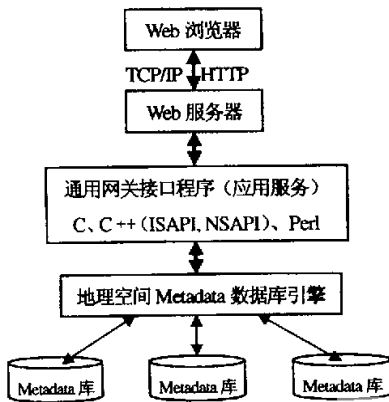 Web 浏览器
TCP/IP HTTP
Web 服务器
通用网关接口程序（应用服务）
C、C ++（ISAPI, NSAPI）、Perl
地理空间 Metadata 数据库引擎
Metadata 库 Metadata 库 Metadata 库